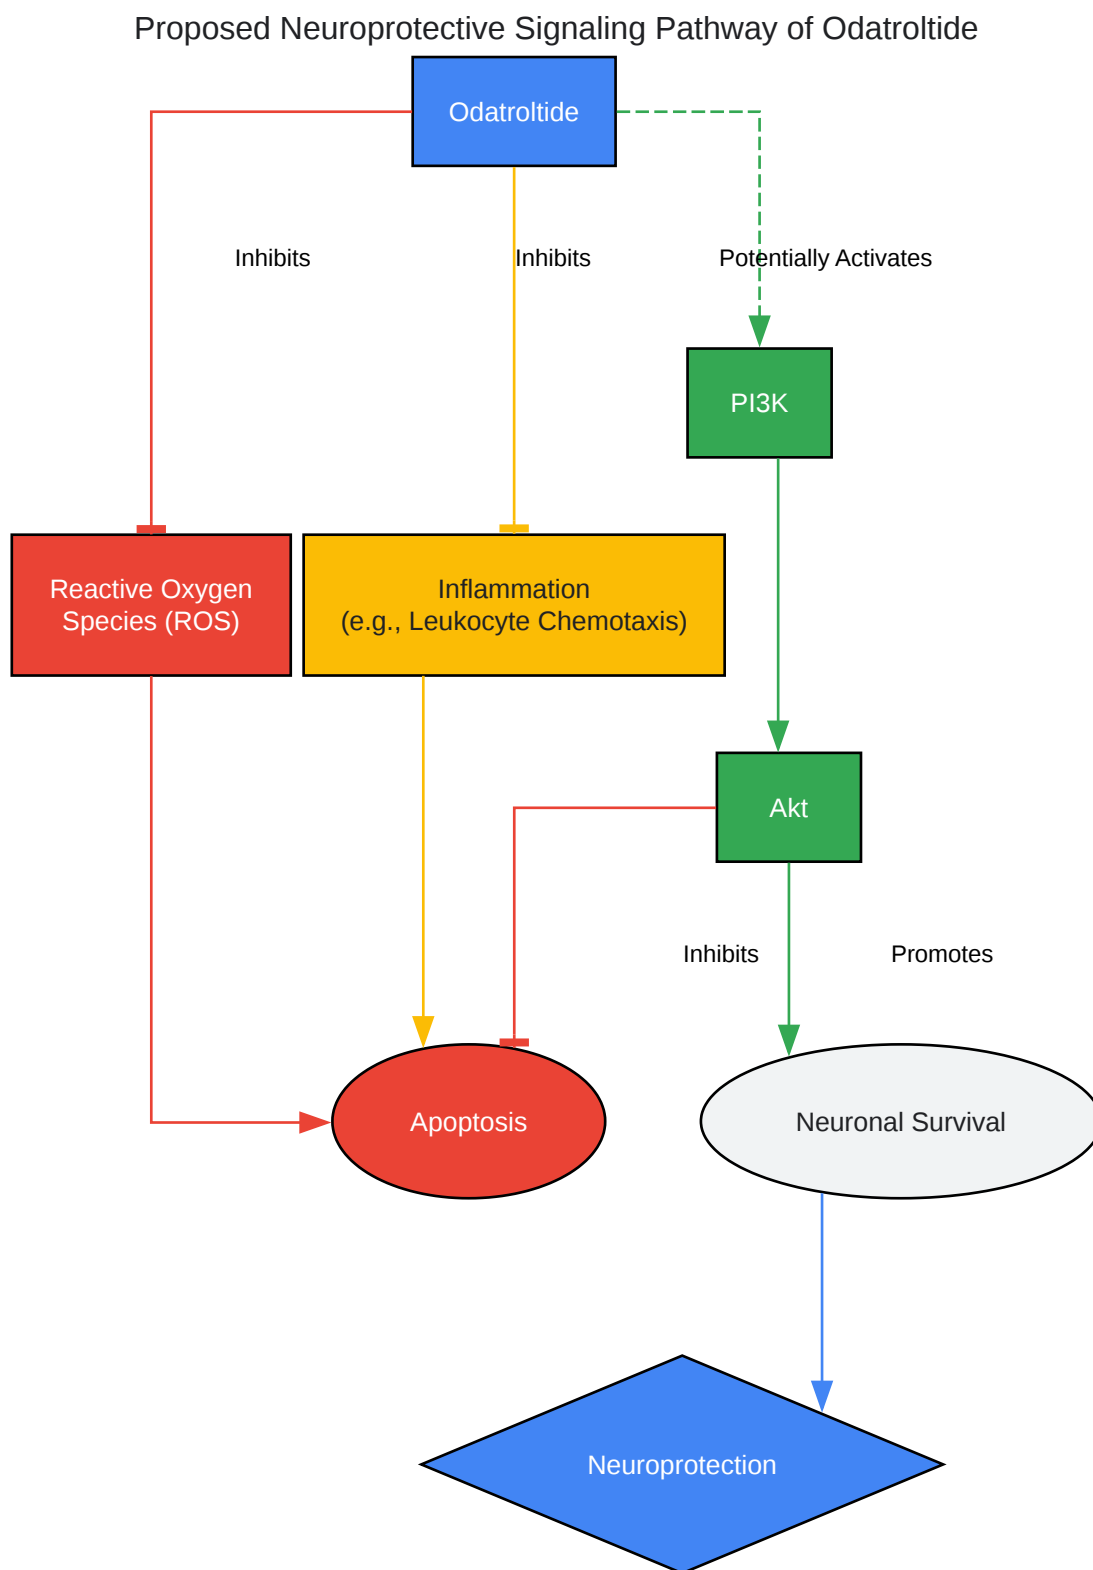 Proposed Neuroprotective Signaling Pathway of Odatroltide
Odatroltide
Inhibits
Inhibits
Potentially Activates
PI3K
Reactive Oxygen
Species (ROS)
Inflammation
(e.g., Leukocyte Chemotaxis)
Akt
Inhibits
Promotes
Apoptosis
Neuronal Survival
Neuroprotection